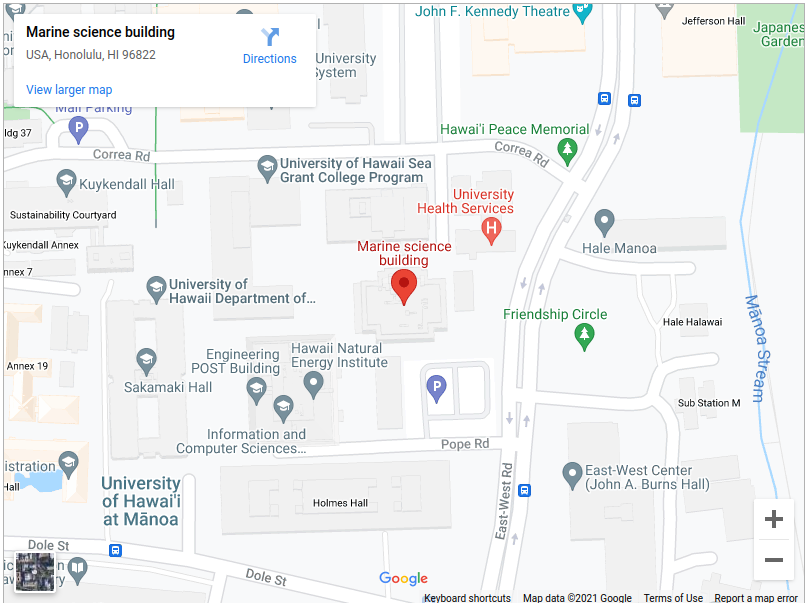 John F. Kennedy Theatre
Jefferson Hall
Japanes
Garden
Marine science building
USA, Honolulu, HI 96822
Directions
View larger map
University
System
Mall Parking
P
ldg 37
Correa Rd
Hawai'i Peace Memorial
Correa Rd
University of Hawaii Sea
Grant College Program
Kuykendall Hall
University
Health Services
H
Sustainability Courtyard
Kuykendall Annex
nnex 7
Hale Manoa
Marine science
building
University of
Hawaii Department of...
Friendship Circle
Hale Halawai
Mānoa Stream
Engineering
POST Building
Hawaii Natural
Energy Institute
Annex 19
Sakamaki Hall
P
Sub Station M
Information and
Computer Sciences...
Pope Rd
istration
Hall
University
of Hawai'i
at Mānoa
Holmes Hall
East-West Rd
East-West Center
(John A. Burns Hall)
Dole St
Dole St
Google
Keyboard shortcuts
Map data ©2021 Google
Terms of Use
Report a map error